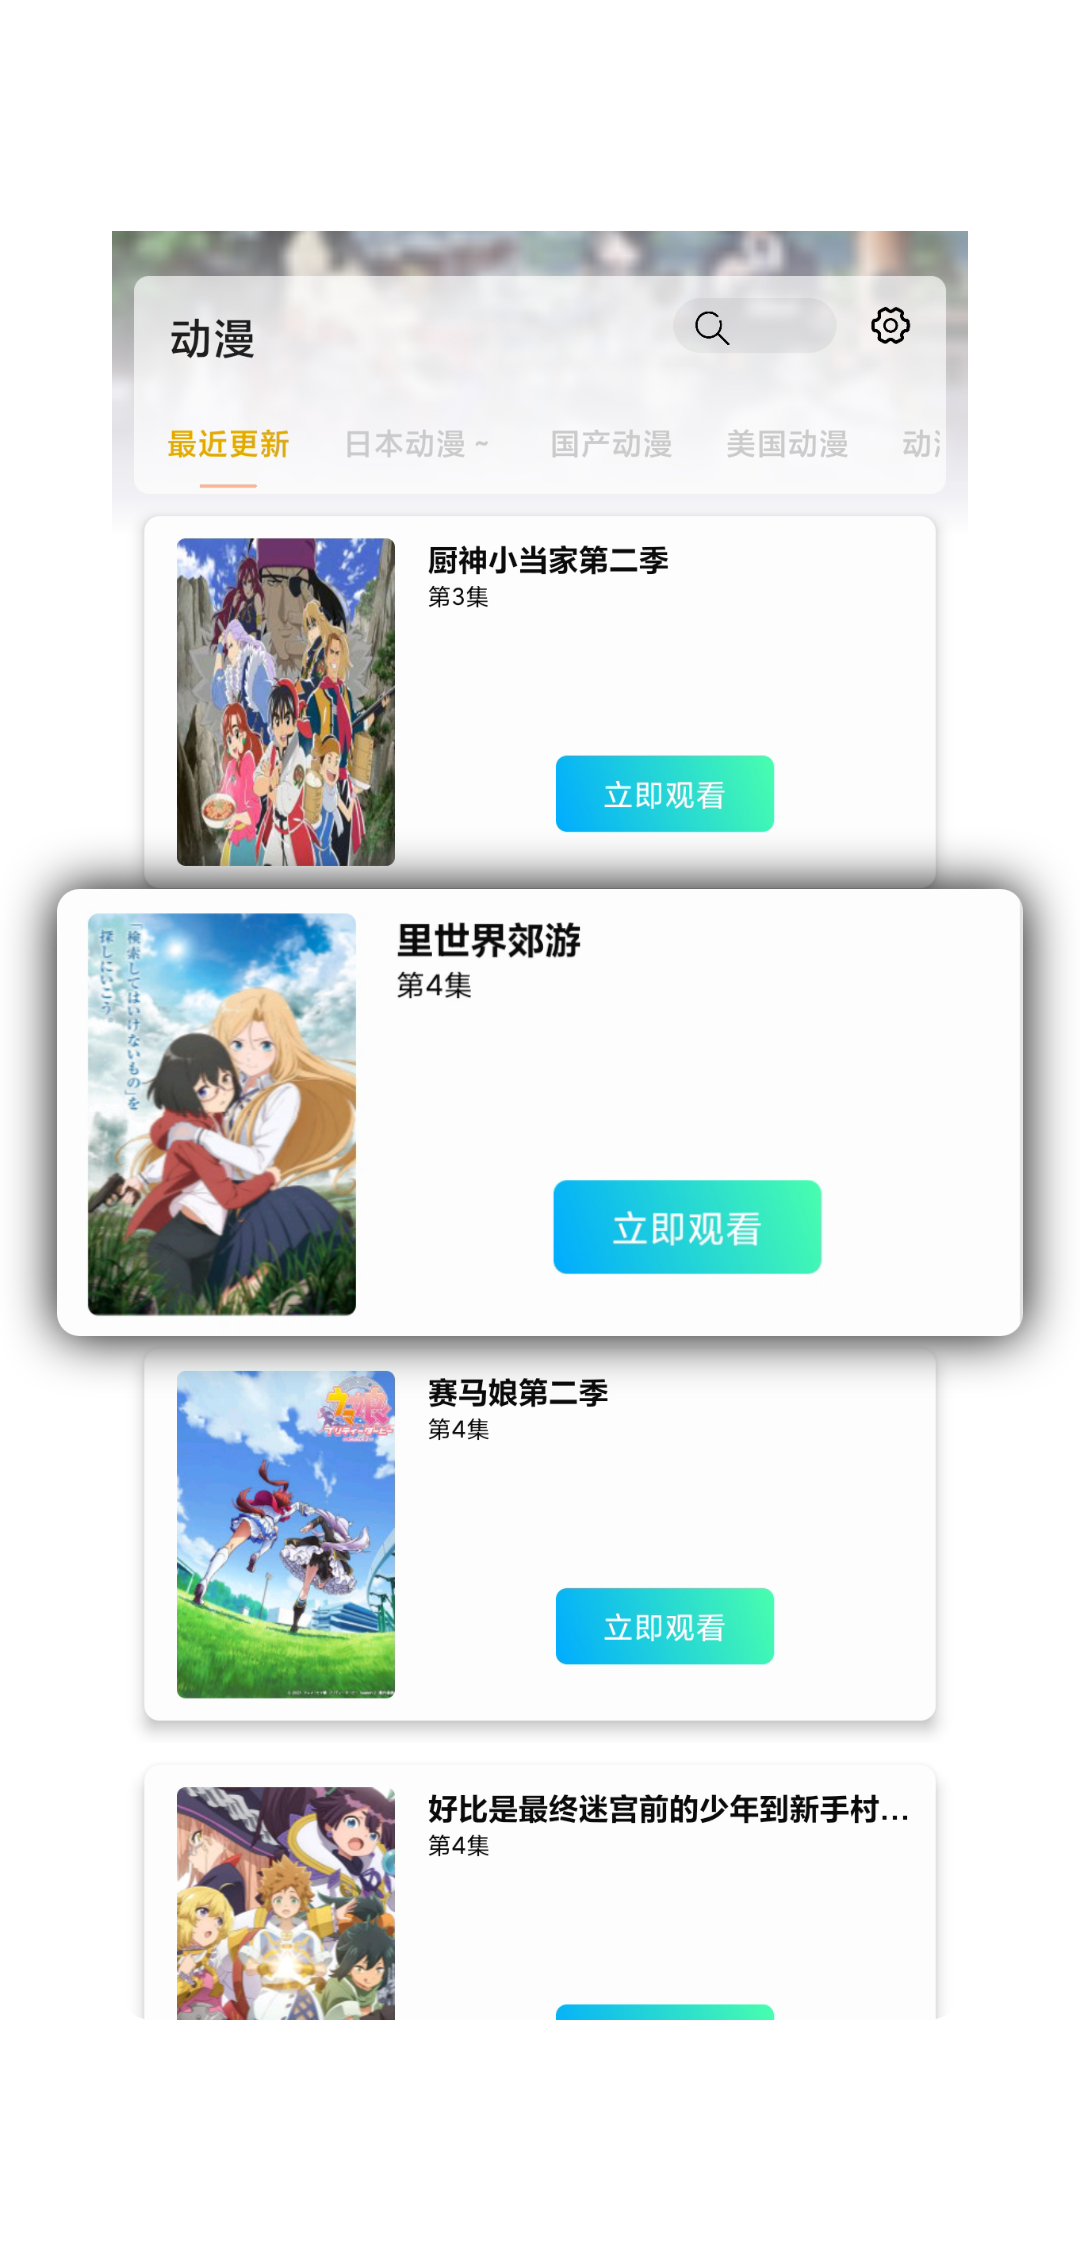 动漫
最近更新
日本动漫 ~
国产动漫
美国动漫
厨神小当家第二季
第3集
立即观看
「検索してはいけないもの」を
探しにいこう。
里世界郊游
第4集
立即观看
赛马娘第二季
第4集
立即观看
好比是最终迷宫前的少年到新手村...
第4集